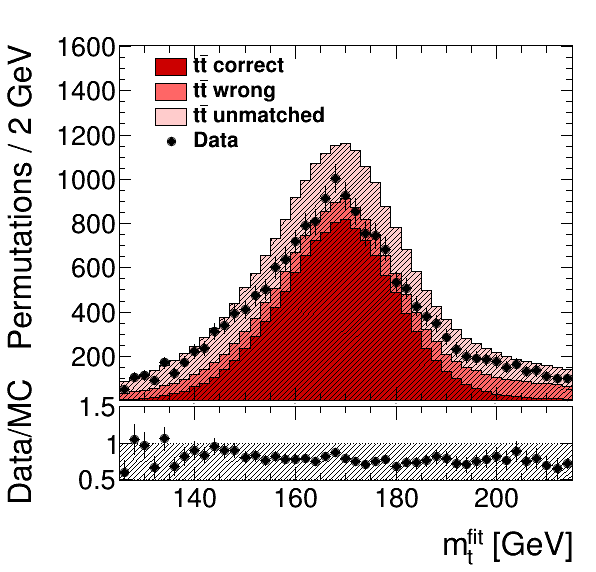 Permutations / 2 GeV
1600
1400
1200
1000
800
600
400
200
tt̄ correct
tt̄ wrong
tt̄ unmatched
Data
Data/MC
1.5
1
0.5
140 160 180 200
m_t^fit [GeV]